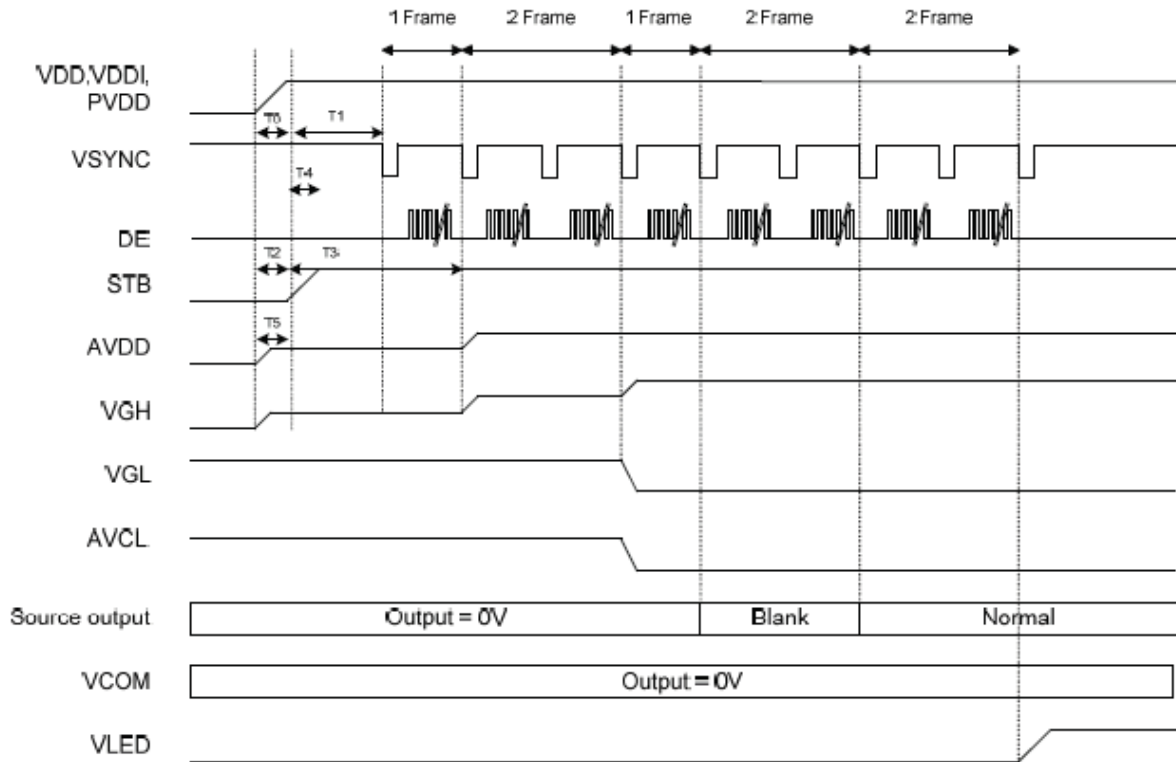 1 Frame 2 Frame 1 Frame 2 Frame 2 Frame
VDD,VDDI,
PVDD
T6 T1
VSYNC
T4
DE
T2 T3
STB
T5
AVDD
VGH
VGL
AVCL
Source output Output = 0V Blank Normal
VCOM Output = 0V
VLED